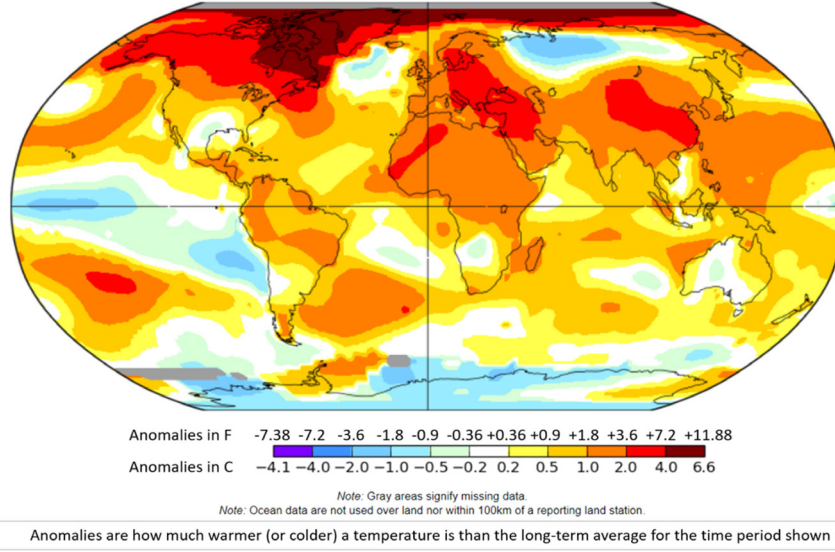 Anomalies in F -7.38 -7.2 -3.6 -1.8 -0.9 -0.36 +0.36 +0.9 +1.8 +3.6 +7.2 +11.88
Anomalies in C −4.1 −4.0 −2.0 −1.0 −0.5 −0.2 0.2 0.5 1.0 2.0 4.0 6.6
Note: Gray areas signify missing data.
Note: Ocean data are not used over land nor within 100km of a reporting land station.
Anomalies are how much warmer (or colder) a temperature is than the long-term average for the time period shown